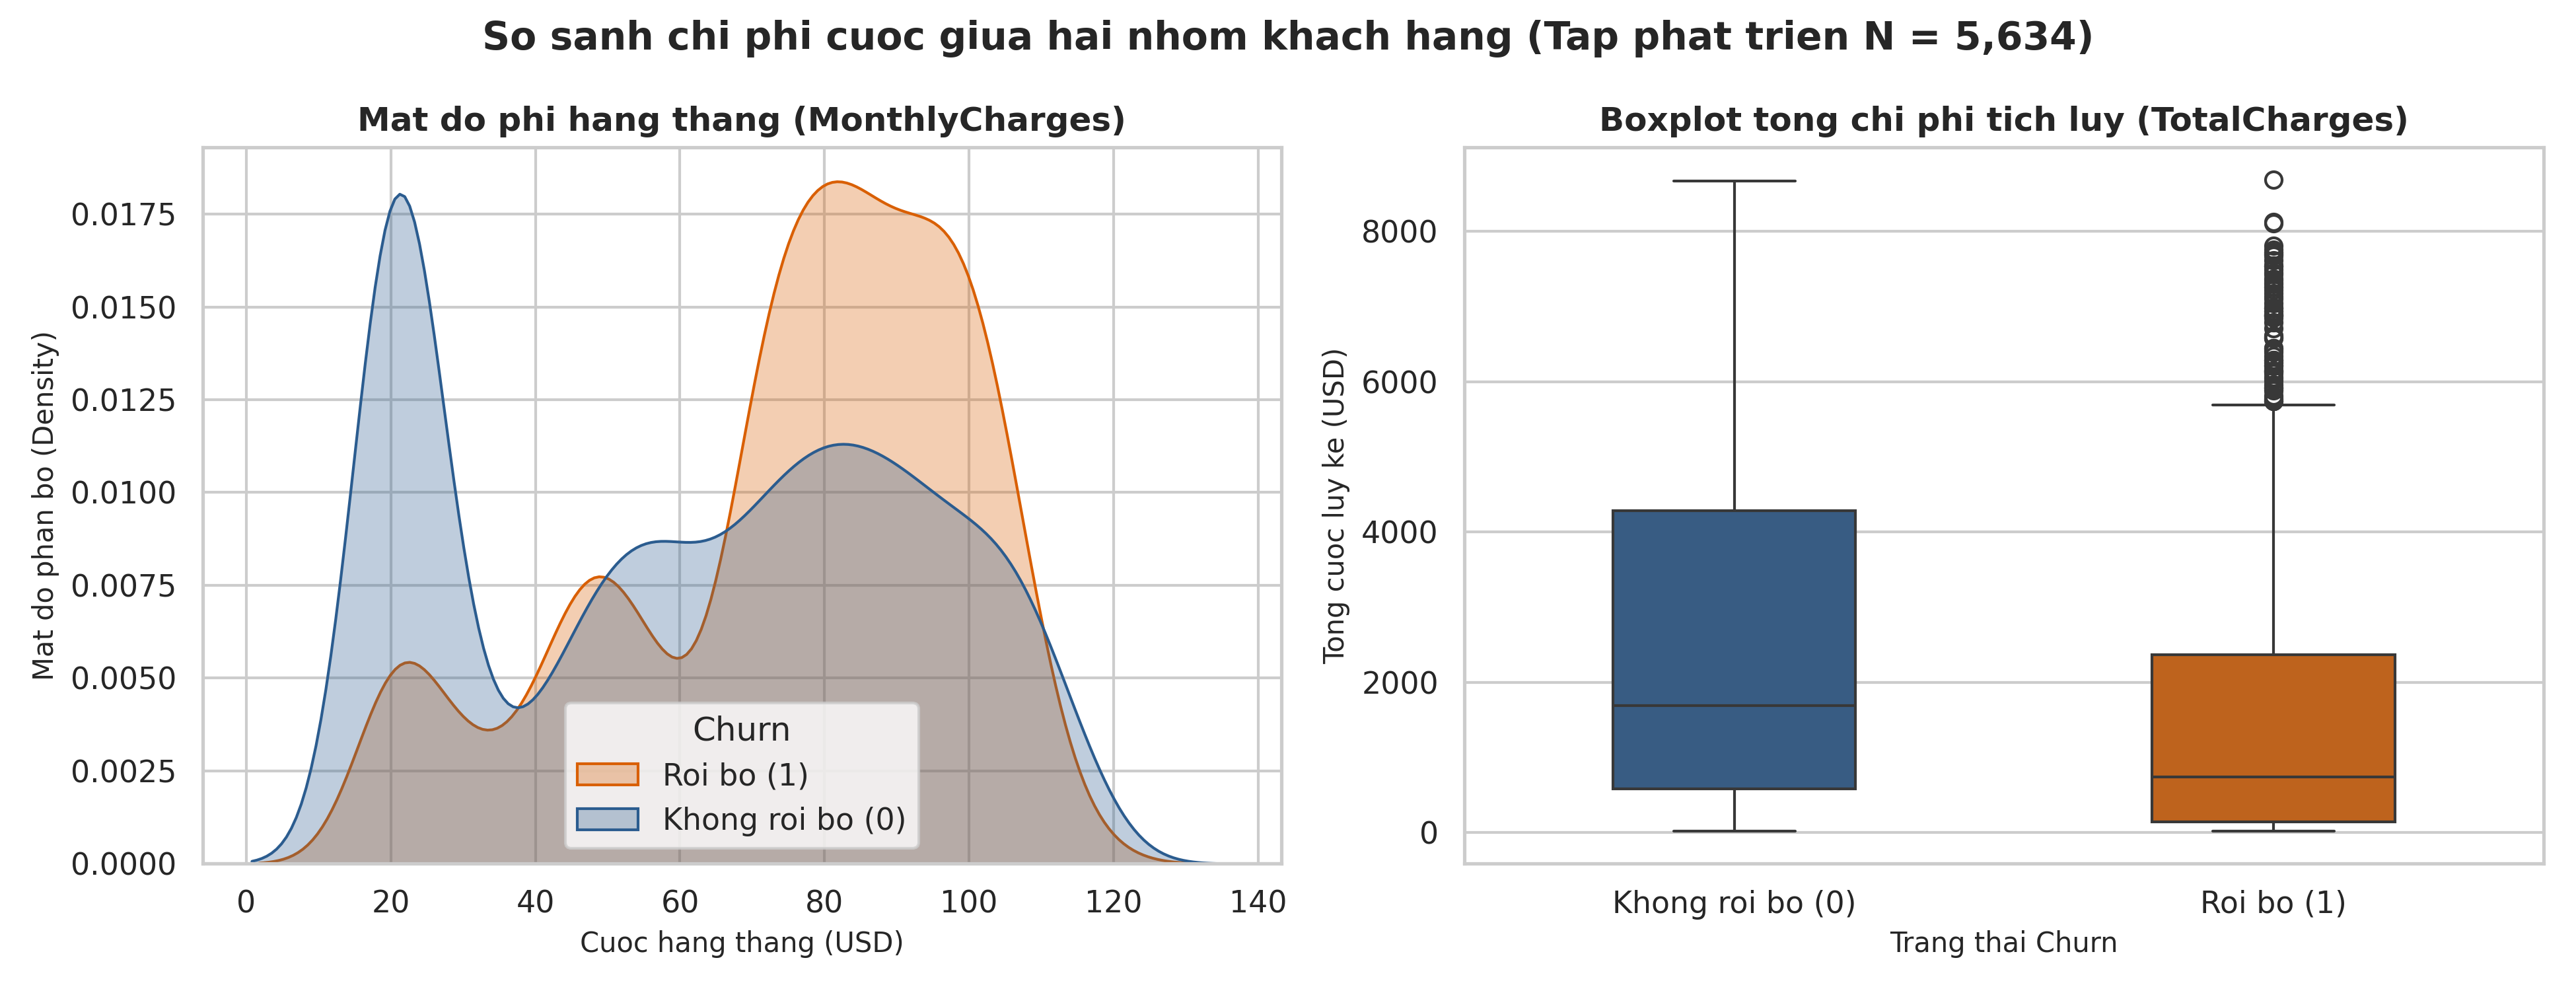 So sanh chi phi cuoc giua hai nhom khach hang (Tap phat trien N = 5,634)
Mat do phi hang thang (MonthlyCharges)
Mat do phan bo (Density)
0.0175
0.0150
0.0125
0.0100
0.0075
0.0050
0.0025
0.0000
Churn
Roi bo (1)
Khong roi bo (0)
0 20 40 60 80 100 120 140
Cuoc hang thang (USD)
Boxplot tong chi phi tich luy (TotalCharges)
Tong cuoc luy ke (USD)
8000
6000
4000
2000
0
Khong roi bo (0) Roi bo (1)
Trang thai Churn